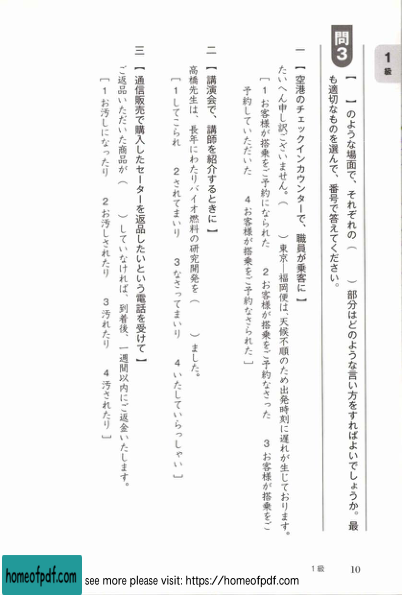 1級
問3
【　】のような場面で、それぞれの（　）部分はどのような言い方をすればよいでしょうか。最
も適切なものを選んで、番号で答えてください。
一 【 空港のチェックインカウンターで、職員が乗客に 】
たいへん申し訳ございません。（　）東京―福岡便は、天候不順のため出発時刻に遅れが生じております。
［ 1 お客様が搭乗をご予約になられた　2 お客様が搭乗をご予約なさった　3 お客様が搭乗をご
予約していただいた　4 お客様が搭乗をご予約なさられた ］
二 【 講演会で、講師を紹介するときに 】
高橋先生は、長年にわたりバイオ燃料の研究開発を（　）ました。
［ 1 してこられ　2 されてまいり　3 なさってまいり　4 いたしていらっしゃい ］
三 【 通信販売で購入したセーターを返品したいという電話を受けて 】
ご返品いただいた商品が（　）していなければ、到着後、一週間以内にご返金いたします。
［ 1 お汚しになったり　2 お汚しされたり　3 汚れたり　4 汚されたり ］
1級　10
homeofpdf.com
see more please visit: https://homeofpdf.com